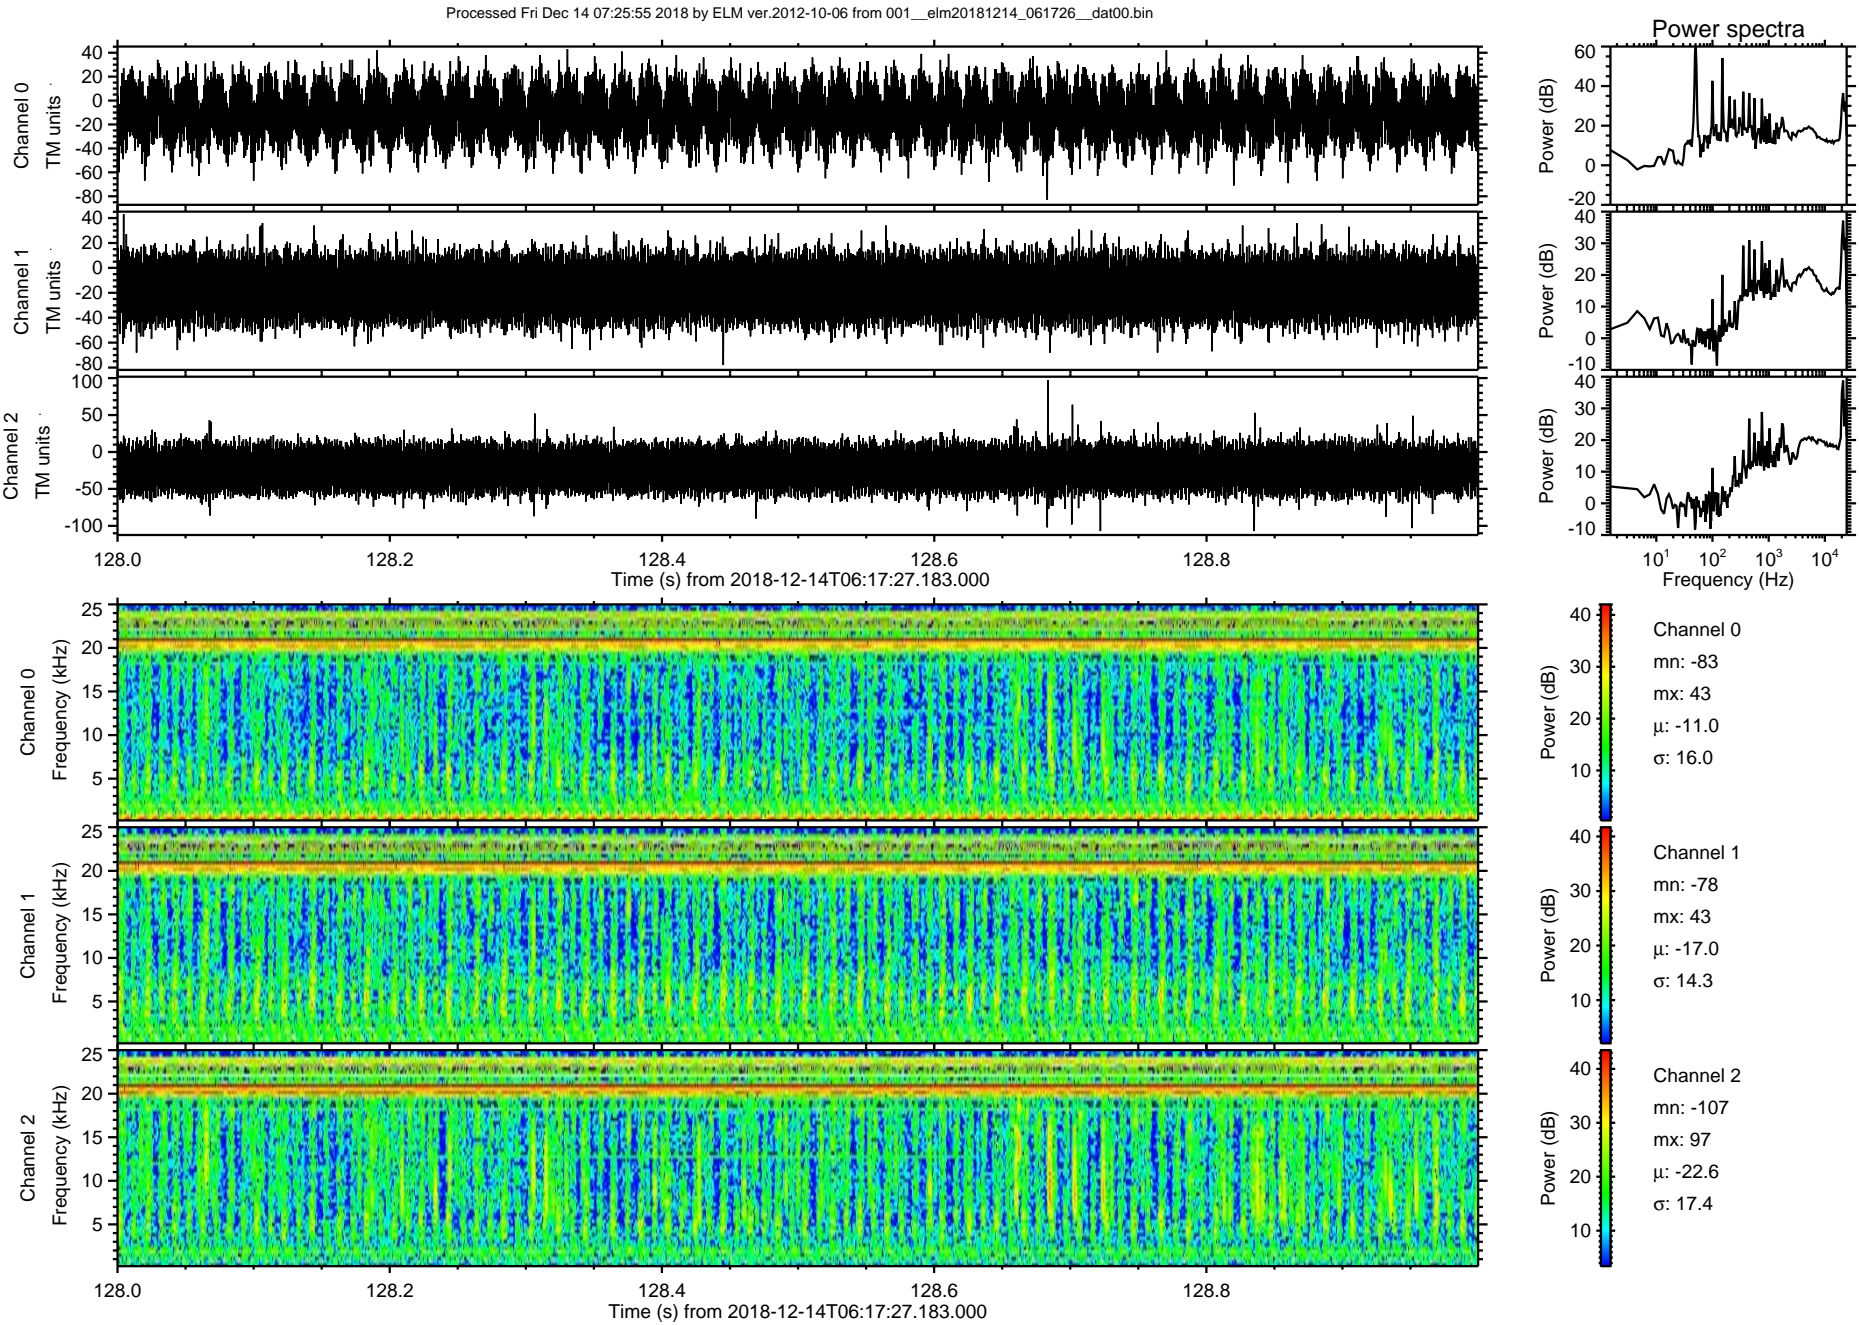 Processed Fri Dec 14 07:25:55 2018 by ELM ver.2012-10-06 from 001__elm20181214_061726__dat00.bin
Power spectra
Channel 0
TM units
40
20
0
-20
-40
-60
-80
Power (dB)
60
40
20
0
-20
Channel 1
TM units
40
20
0
-20
-40
-60
-80
Power (dB)
40
30
20
10
0
-10
Channel 2
TM units
100
50
0
-50
-100
Power (dB)
40
30
20
10
0
-10
128.0 128.2 128.4 128.6 128.8
Time (s) from 2018-12-14T06:17:27.183.000
10¹ 10² 10³ 10⁴
Frequency (Hz)
Channel 0
Frequency (kHz)
25
20
15
10
5
Power (dB)
40
30
20
10
Channel 0
mn: -83
mx: 43
μ: -11.0
σ: 16.0
Channel 1
Frequency (kHz)
25
20
15
10
5
Power (dB)
40
30
20
10
Channel 1
mn: -78
mx: 43
μ: -17.0
σ: 14.3
Channel 2
Frequency (kHz)
25
20
15
10
5
Power (dB)
40
30
20
10
Channel 2
mn: -107
mx: 97
μ: -22.6
σ: 17.4
128.0 128.2 128.4 128.6 128.8
Time (s) from 2018-12-14T06:17:27.183.000